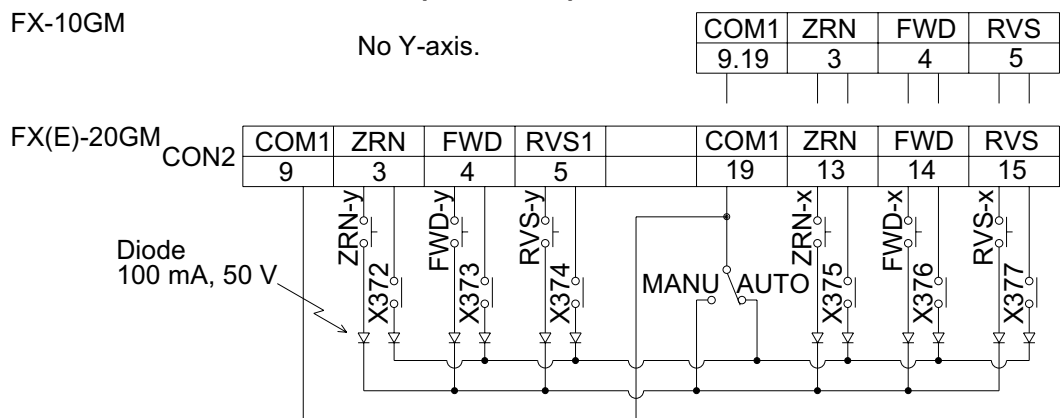 FX-10GM
No Y-axis.
COM1 ZRN FWD RVS
9.19 3 4 5
FX(E)-20GM
CON2
COM1 ZRN FWD RVS1 COM1 ZRN FWD RVS
9 3 4 5 19 13 14 15
ZRN-y
FWD-y
RVS-y
ZRN-x
FWD-x
RVS-x
Diode
100 mA, 50 V
X372
X373
X374
MANU AUTO
X375
X376
X377